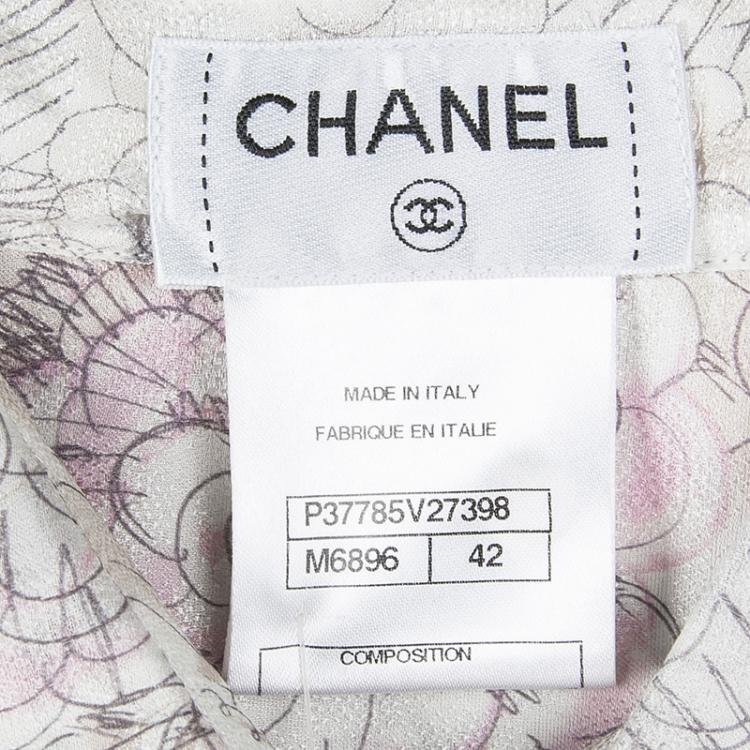 CHANEL
MADE IN ITALY
FABRIQUE EN ITALIE
P37785V27398
M6896 42
COMPOSITION